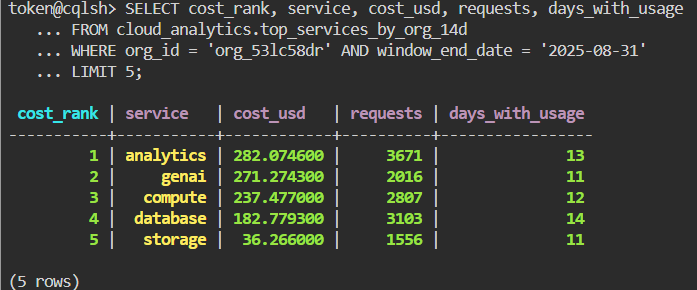 token@cqlsh> SELECT cost_rank, service, cost_usd, requests, days_with_usage
   ... FROM cloud_analytics.top_services_by_org_14d
   ... WHERE org_id = 'org_53lc58dr' AND window_end_date = '2025-08-31'
   ... LIMIT 5;

 cost_rank | service   | cost_usd   | requests | days_with_usage
-----------+-----------+------------+----------+-----------------
         1 | analytics | 282.074600 |     3671 |              13
         2 |     genai | 271.274300 |     2016 |              11
         3 |   compute | 237.477000 |     2807 |              12
         4 |  database | 182.779300 |     3103 |              14
         5 |   storage |  36.266000 |     1556 |              11

(5 rows)